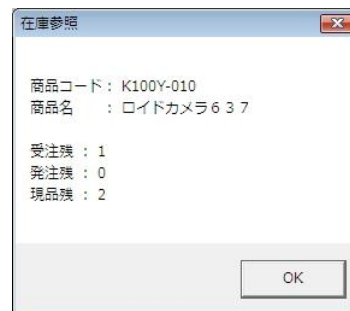 在庫参照
商品コード： K100Y-010
商品名　　： ロイドカメラ６３７
受注残 ： 1
発注残 ： 0
現品残 ： 2
OK